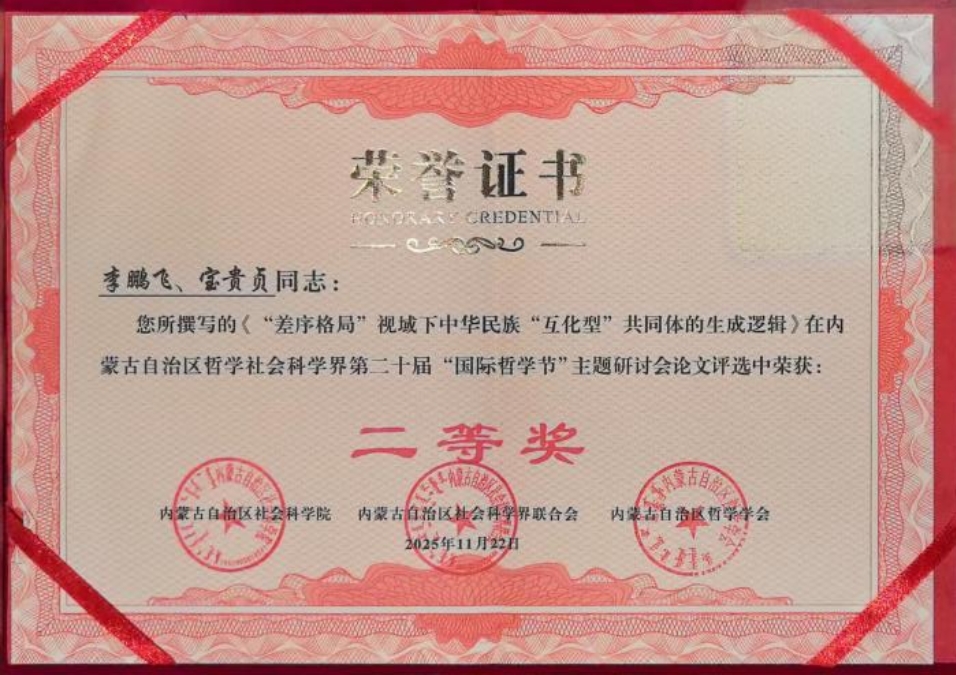 荣誉证书
HONORARY CREDENTIAL
李鹏飞、宝贵贞同志：
您所撰写的《“差序格局”视域下中华民族“互化型”共同体的生成逻辑》在内
蒙古自治区哲学社会科学界第二十届“国际哲学节”主题研讨会论文评选中荣获：
二等奖
内蒙古自治区社会科学院 内蒙古自治区社会科学界联合会 内蒙古自治区哲学学会
2025年11月22日